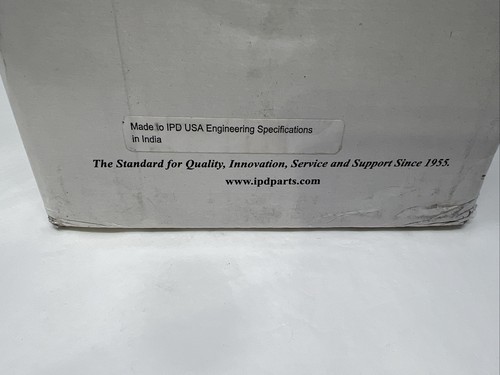 Made to IPD USA Engineering Specifications
in India
The Standard for Quality, Innovation, Service and Support Since 1955.
www.ipdparts.com